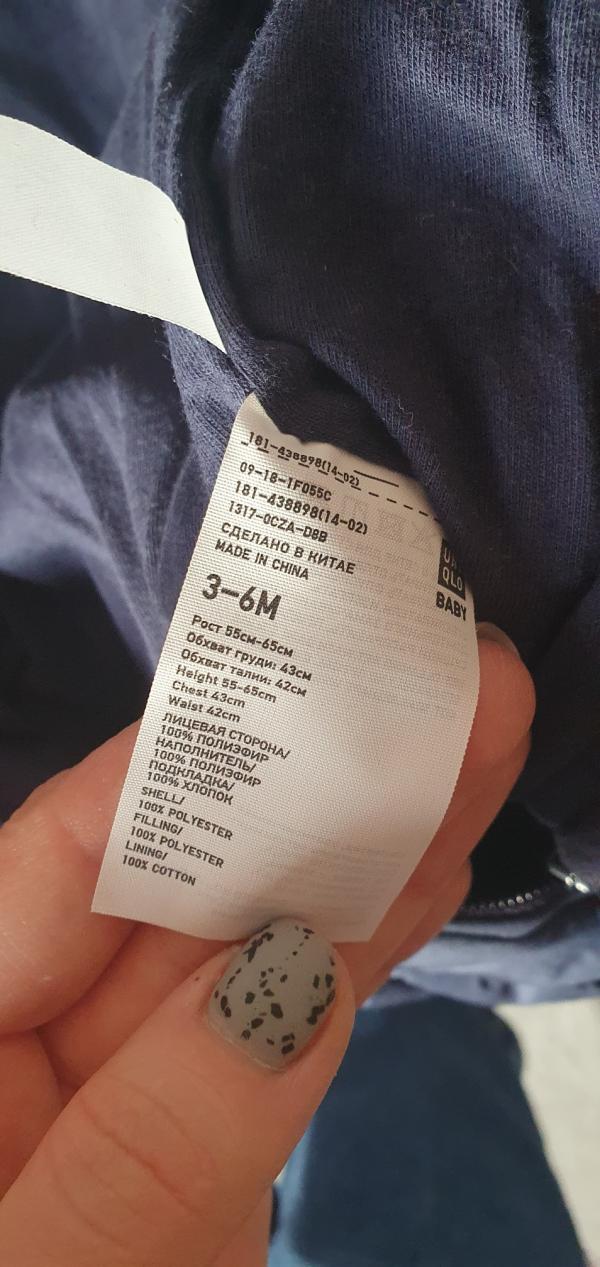 181-438898(14-02)
09-18-1F055C
181-438898(14-02)
1317-0CZA-D8B
СДЕЛАНО В КИТАЕ
MADE IN CHINA
UNI
QLO
BABY
3-6M
Рост 55см-65см
Обхват груди: 43см
Обхват талии: 42см
Height 55-65cm
Chest 43cm
Waist 42cm
ЛИЦЕВАЯ СТОРОНА/
100% ПОЛИЭФИР
НАПОЛНИТЕЛЬ/
100% ПОЛИЭФИР
ПОДКЛАДКА/
100% ХЛОПОК
SHELL/
100% POLYESTER
FILLING/
100% POLYESTER
LINING/
100% COTTON